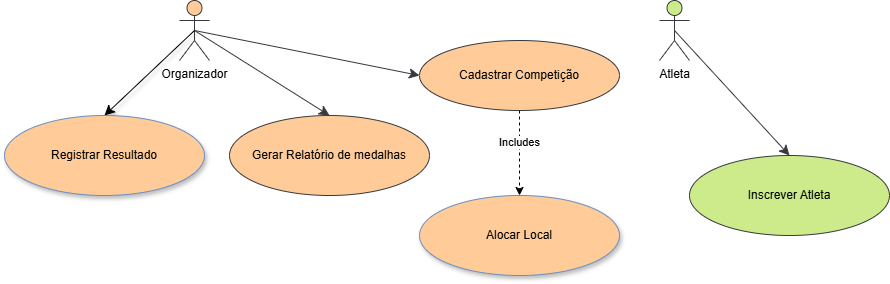 Organizador
Atleta
Cadastrar Competição
Registrar Resultado
Gerar Relatório de medalhas
Includes
Inscrever Atleta
Alocar Local